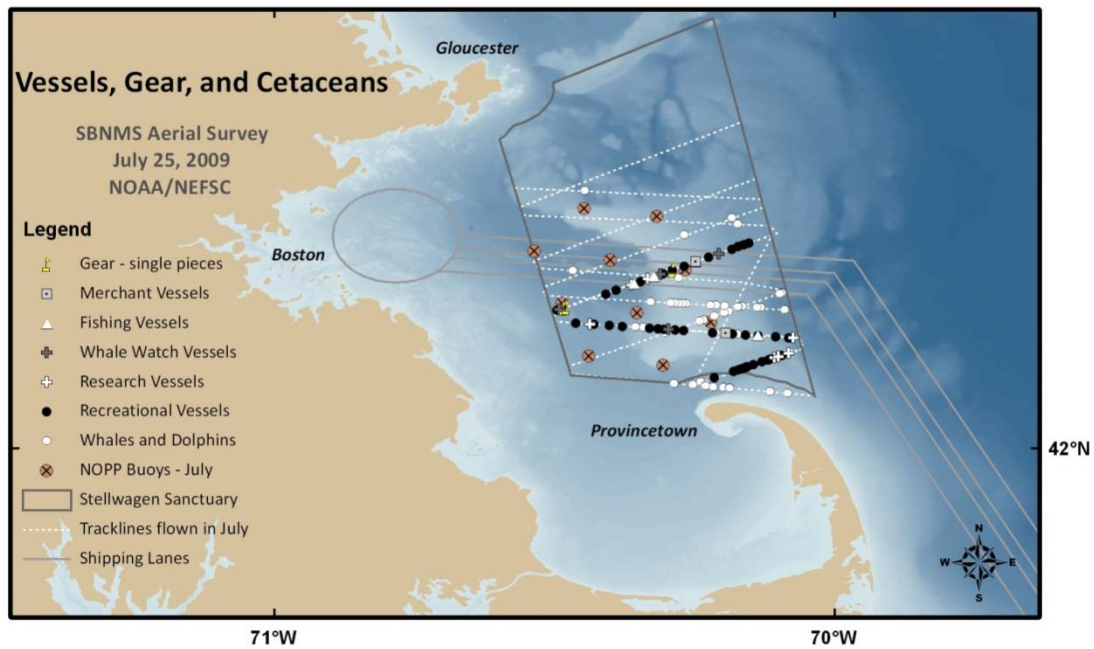 Gloucester
Vessels, Gear, and Cetaceans
SBNMS Aerial Survey
July 25, 2009
NOAA/NEFSC
Legend
Boston
Gear - single pieces
Merchant Vessels
Fishing Vessels
Whale Watch Vessels
Research Vessels
Recreational Vessels
Whales and Dolphins
Provincetown
NOPP Buoys - July
Stellwagen Sanctuary
Tracklines flown in July
Shipping Lanes
42°N
N
W E
S
71°W
70°W